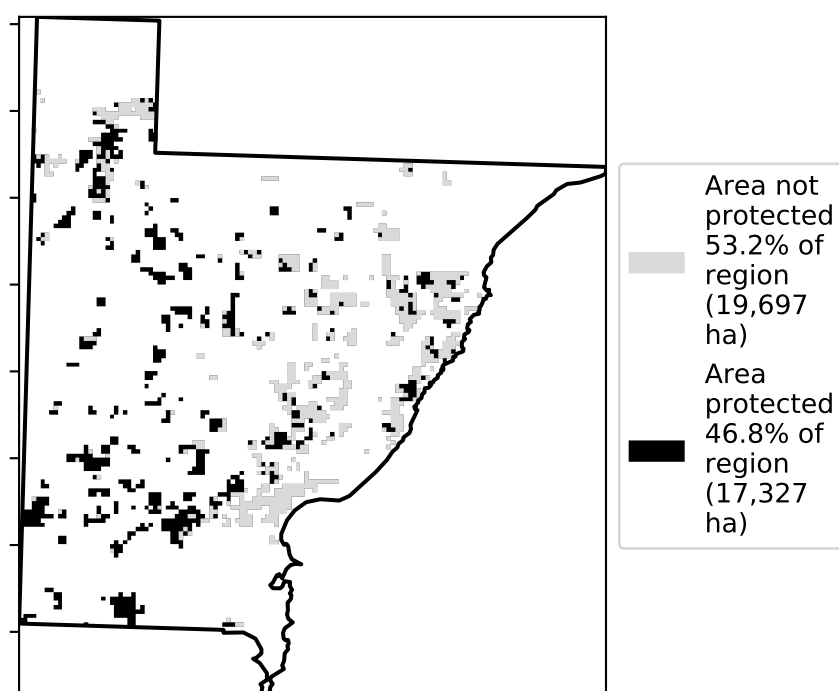 Area not
protected
53.2% of
region
(19,697
ha)
Area
protected
46.8% of
region
(17,327
ha)